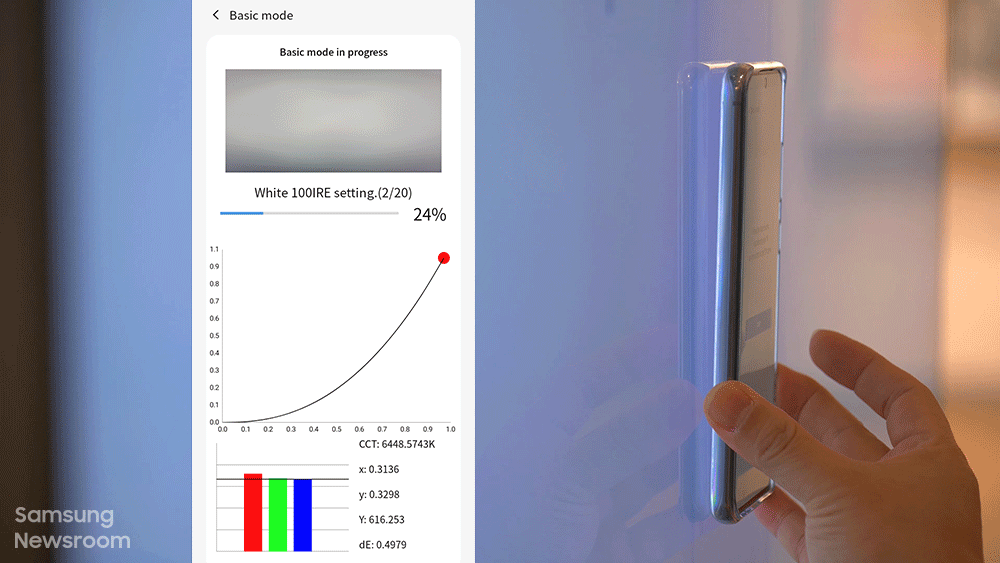 Basic mode
Basic mode in progress
White 100IRE setting.(2/20)
24%
1.1
0.9
0.8
0.7
0.6
0.5
0.4
0.3
0.2
0.1
0.0
0.0 0.1 0.2 0.3 0.4 0.5 0.6 0.7 0.8 0.9 1.0
CCT: 6448.5743K
x: 0.3136
y: 0.3298
Y: 616.253
dE: 0.4979
Samsung
Newsroom